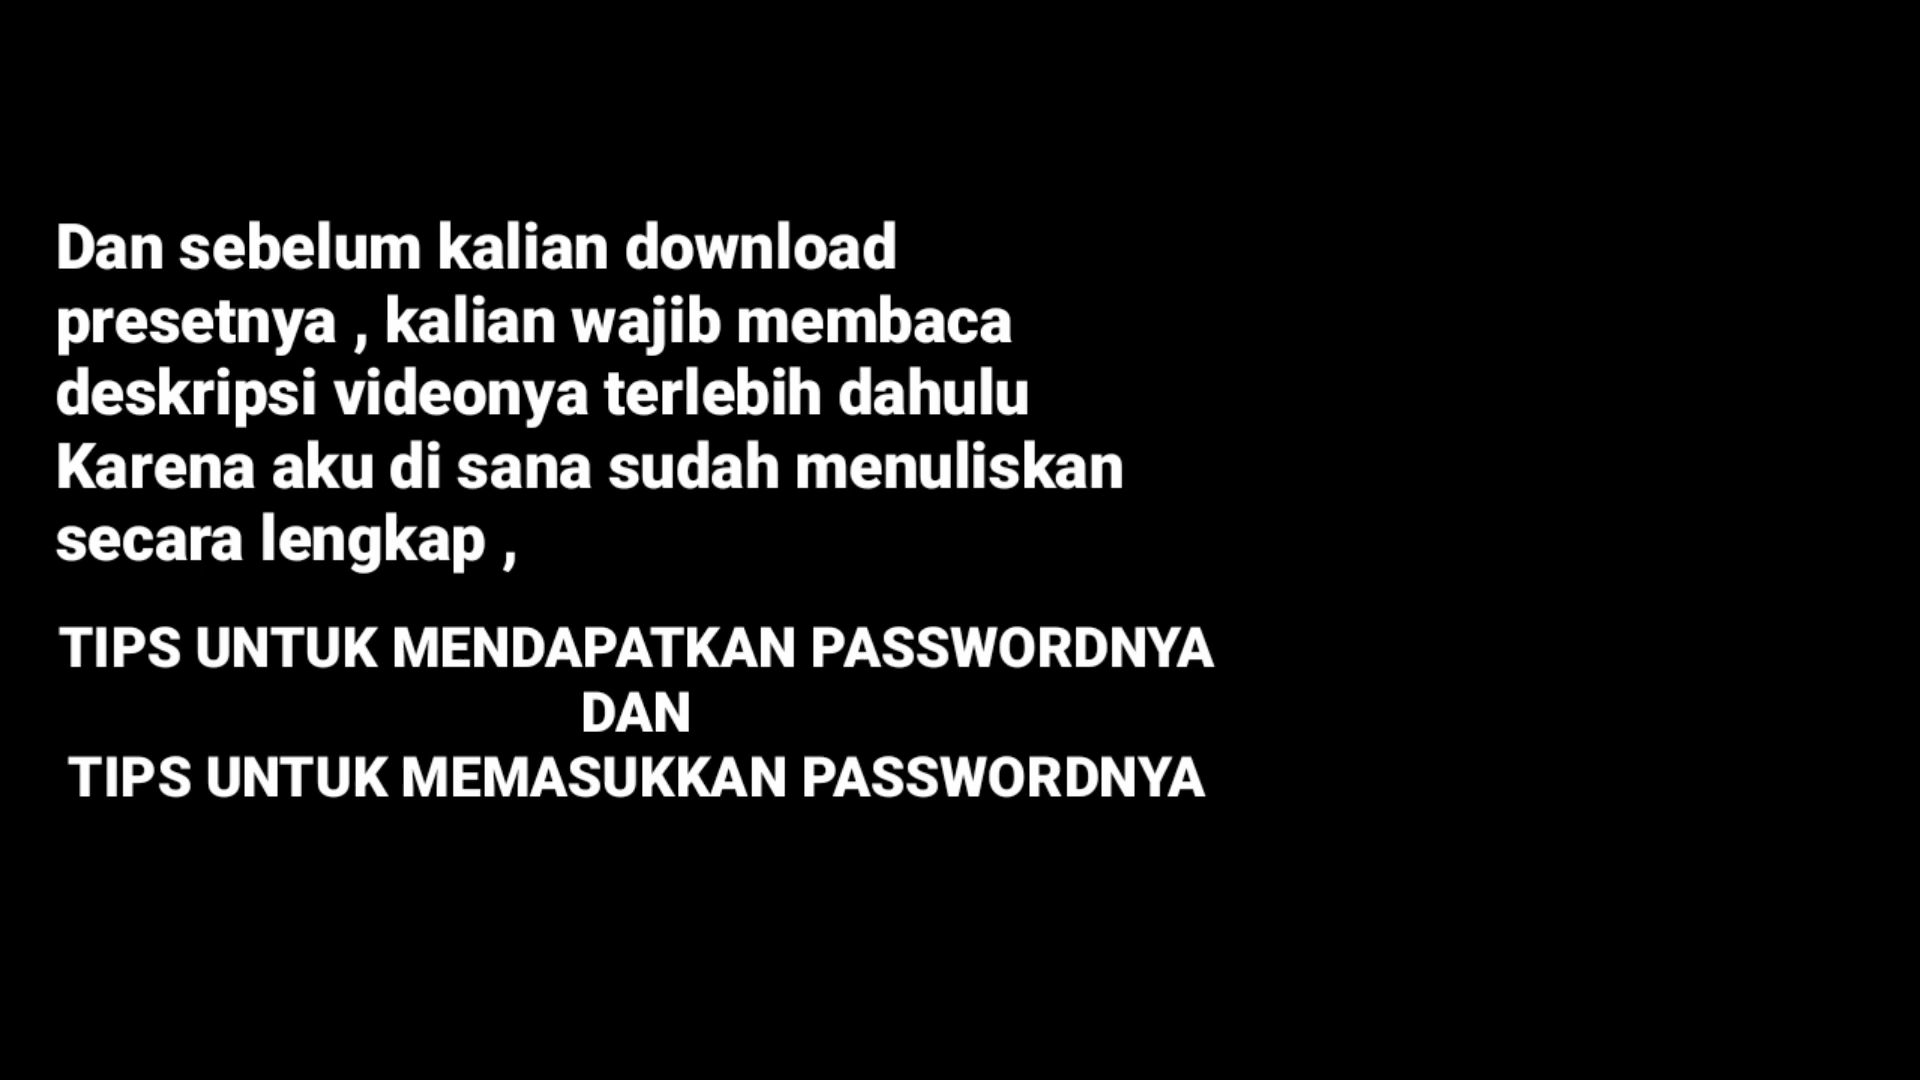 Dan sebelum kalian download
presetnya , kalian wajib membaca
deskripsi videonya terlebih dahulu
Karena aku di sana sudah menuliskan
secara lengkap ,
TIPS UNTUK MENDAPATKAN PASSWORDNYA
DAN
TIPS UNTUK MEMASUKKAN PASSWORDNYA